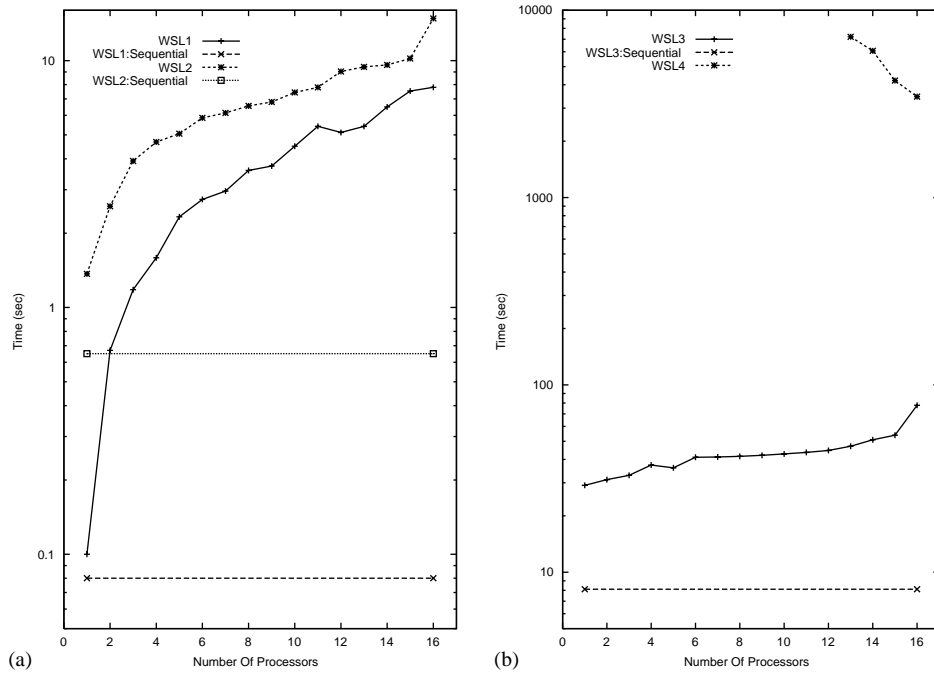 WSL1
WSL1:Sequential
WSL2
WSL2:Sequential
10
1
0.1
Time (sec)
0 2 4 6 8 10 12 14 16
Number Of Processors
(a)
WSL3
WSL3:Sequential
WSL4
10000
1000
100
10
Time (sec)
0 2 4 6 8 10 12 14 16
Number Of Processors
(b)